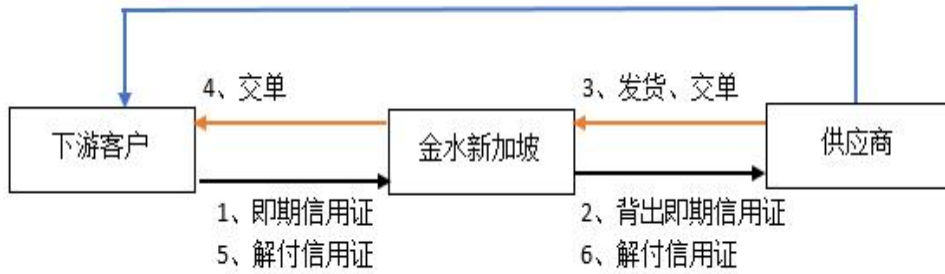 4、交单
3、发货、交单
下游客户
金水新加坡
供应商
1、即期信用证
2、背出即期信用证
5、解付信用证
6、解付信用证